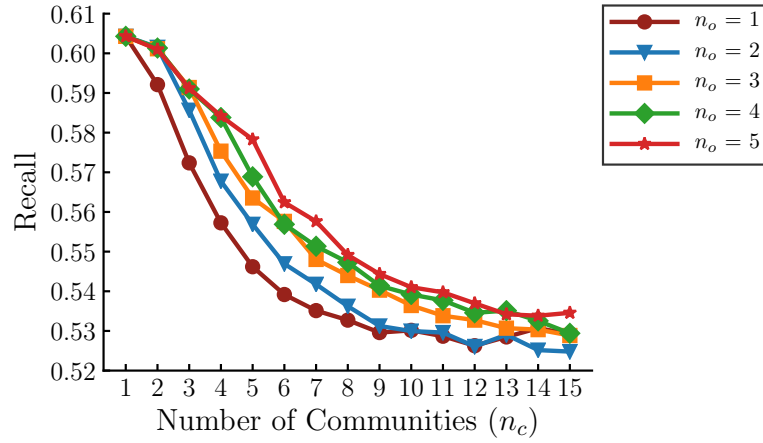 0.61
0.60
0.59
0.58
0.57
0.56
0.55
0.54
0.53
0.52
Recall
1 2 3 4 5 6 7 8 9 10 11 12 13 14 15
Number of Communities (n_c)
n_o = 1
n_o = 2
n_o = 3
n_o = 4
n_o = 5